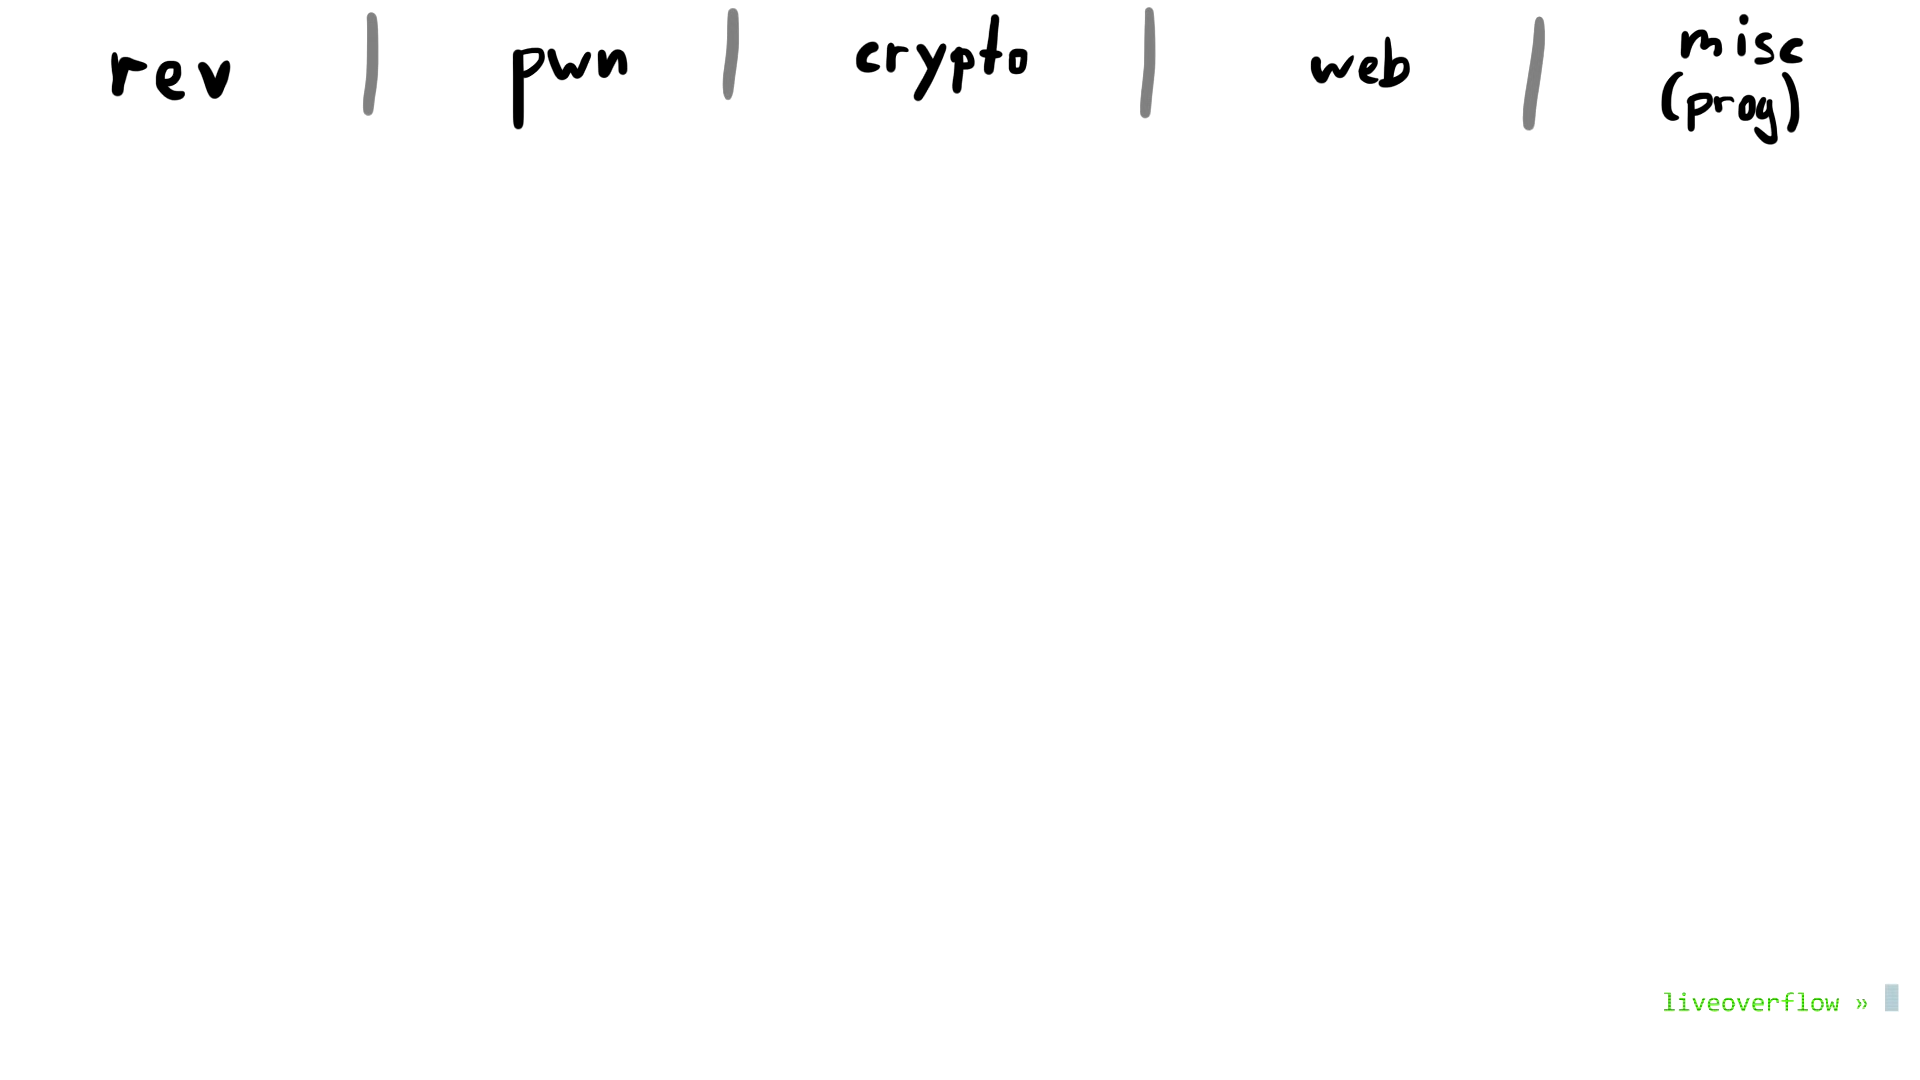 rev | pwn | crypto | web | misc
(prog)
liveoverflow »